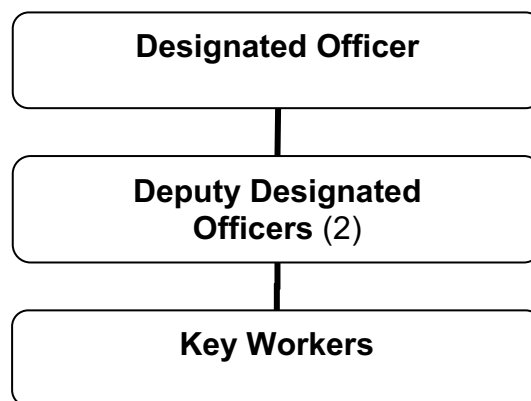 Designated Officer
Deputy Designated
Officers (2)
Key Workers